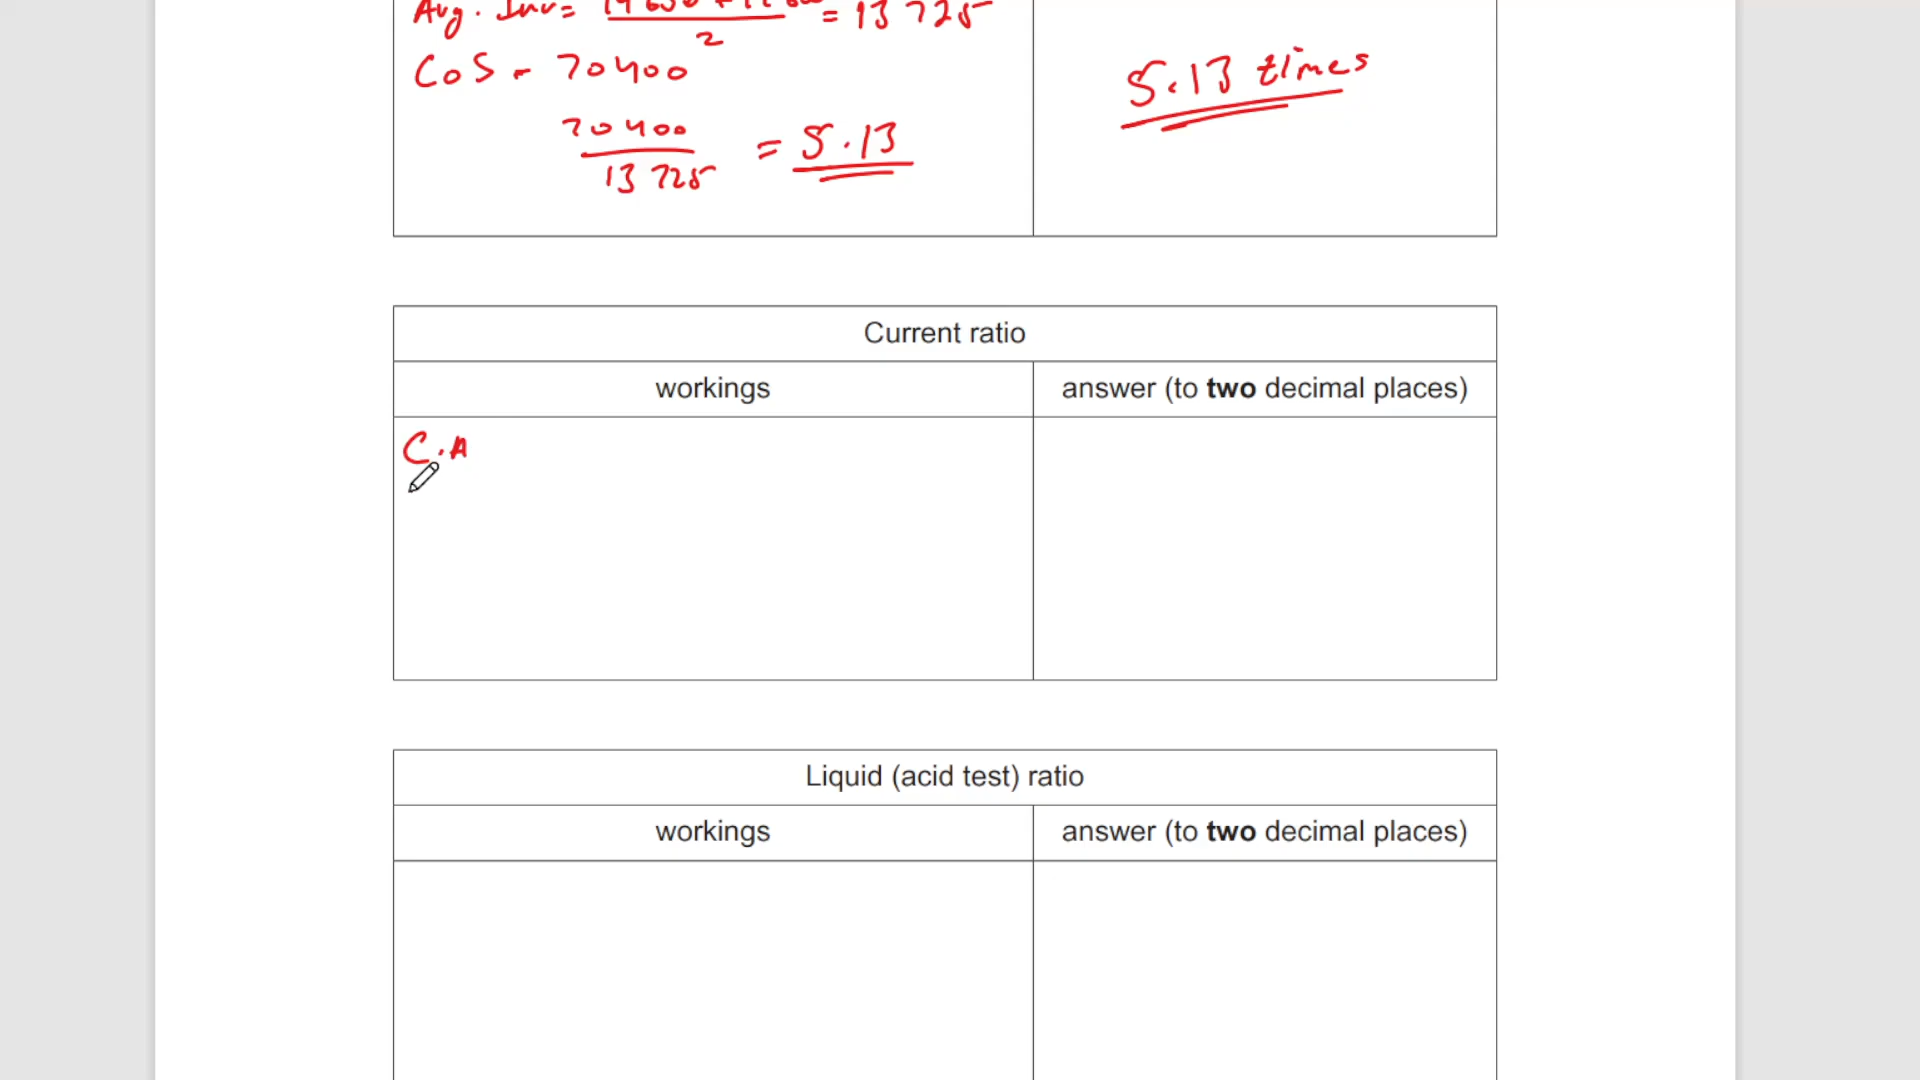 Avg. Inv = = 13 725
2
CoS - 70400
70400
13 725
= 5.13
5.13 times
Current ratio
workings
answer (to two decimal places)
C.A
Liquid (acid test) ratio
workings
answer (to two decimal places)